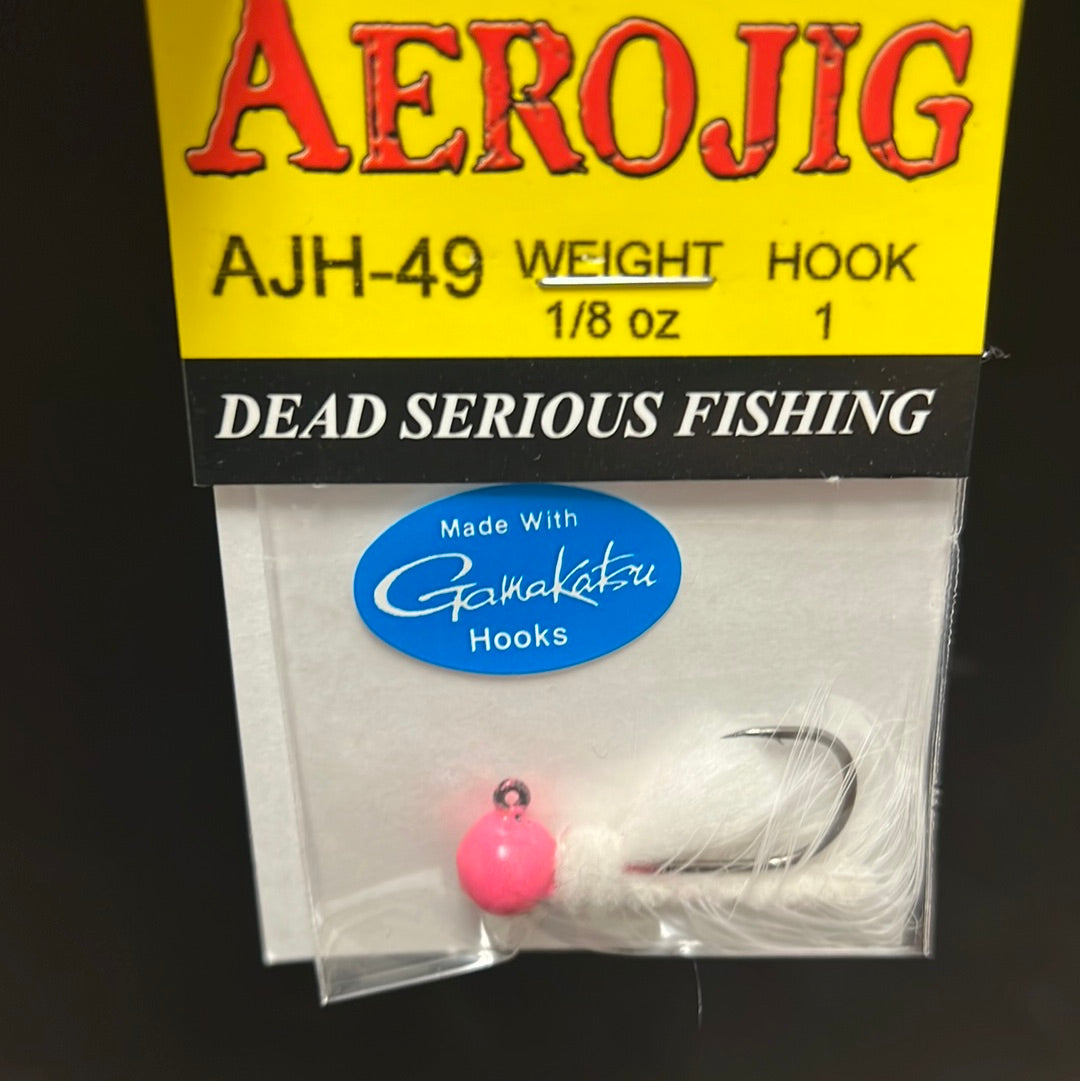 AEROJIG
AJH-49 WEIGHT HOOK
1/8 oz 1
DEAD SERIOUS FISHING
Made With
Gamakatsu
Hooks